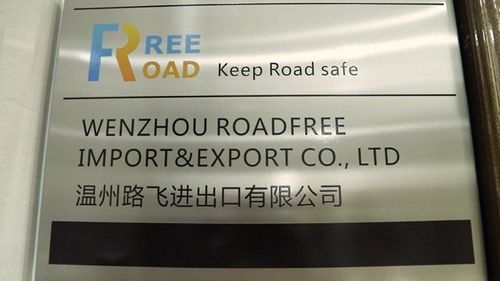 FREE
ROAD Keep Road safe
WENZHOU ROADFREE
IMPORT&EXPORT CO., LTD
温州路飞进出口有限公司